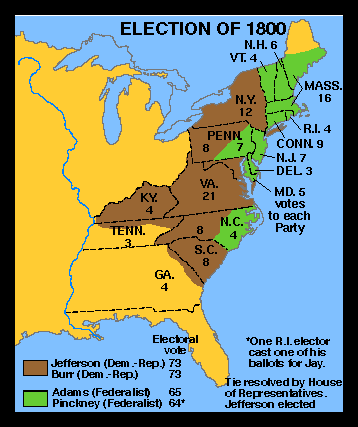 ELECTION OF 1800
N.H. 6
VT. 4
MASS.
16
N.Y.
12
R.I. 4
CONN. 9
PENN.
8
7
N.J. 7
DEL. 3
MD. 5
votes
to each
Party
VA.
21
KY.
4
TENN.
3
8
N.C.
4
S.C.
8
GA.
4
Electoral
vote
Jefferson (Dem.-Rep.) 73
Burr (Dem.-Rep.) 73
Adams (Federalist) 65
Pinckney (Federalist) 64*
*One R.I. elector
cast one of his
ballots for Jay.
Tie resolved by House
of Representatives.
Jefferson elected